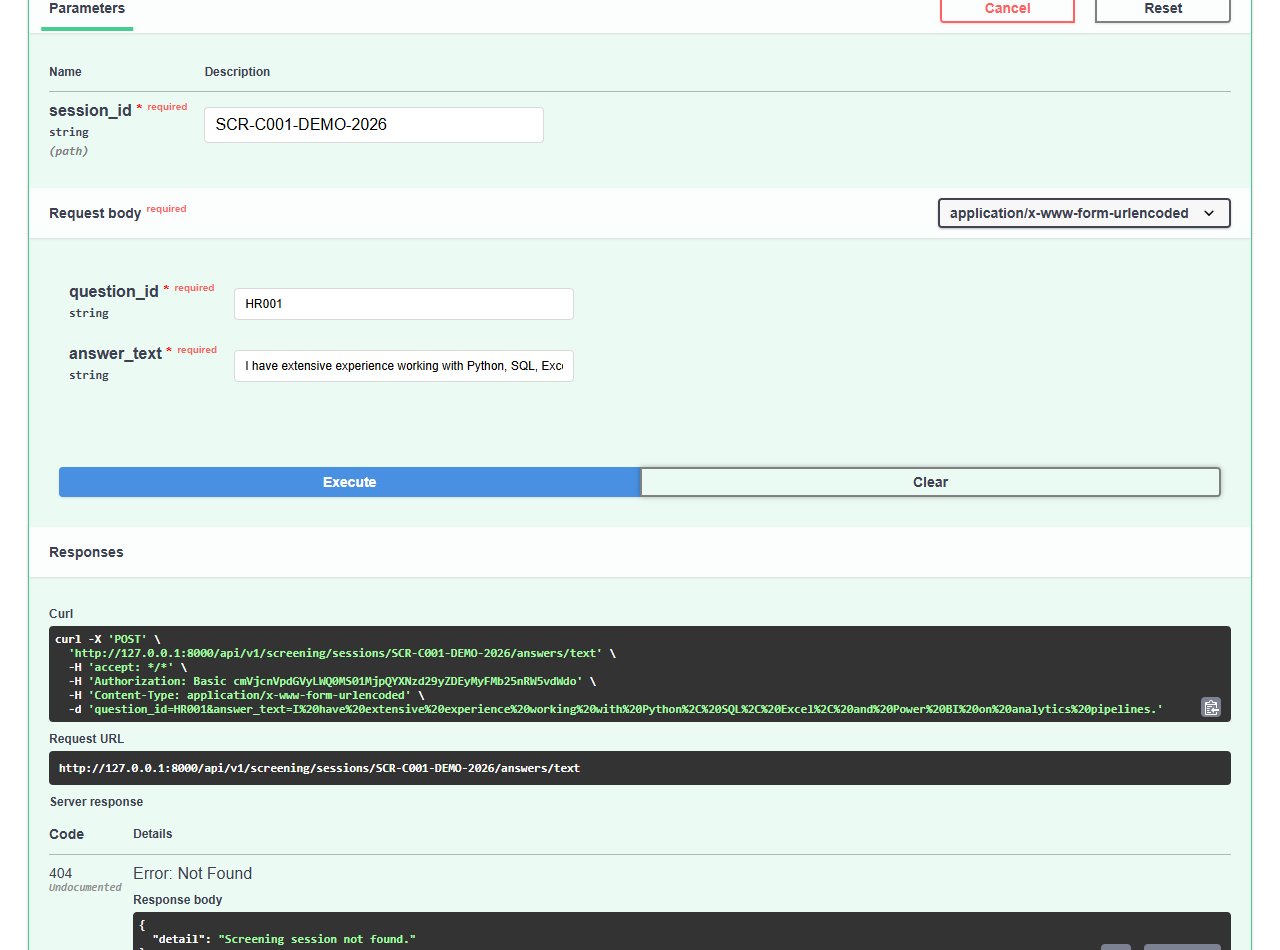 Parameters
Cancel
Reset
Name
Description
session_id * required
string
(path)
SCR-C001-DEMO-2026
Request body required
application/x-www-form-urlencoded
question_id * required
string
HR001
answer_text * required
string
I have extensive experience working with Python, SQL, Exc
Execute
Clear
Responses
Curl
curl -X 'POST' \
'http://127.0.0.1:8000/api/v1/screening/sessions/SCR-C001-DEMO-2026/answers/text' \
-H 'accept: */*' \
-H 'Authorization: Basic cmVjcnVpdGVyLWQ0MS01MjpQYXNzd29yZDEyMyFMb25nRW5vdWdo' \
-H 'Content-Type: application/x-www-form-urlencoded' \
-d 'question_id=HR001&answer_text=I%20have%20extensive%20experience%20working%20with%20Python%2C%20SQL%2C%20Excel%2C%20and%20Power%20BI%20on%20analytics%20pipelines.'
Request URL
http://127.0.0.1:8000/api/v1/screening/sessions/SCR-C001-DEMO-2026/answers/text
Server response
Code
Details
404
Undocumented
Error: Not Found
Response body
{
"detail": "Screening session not found."